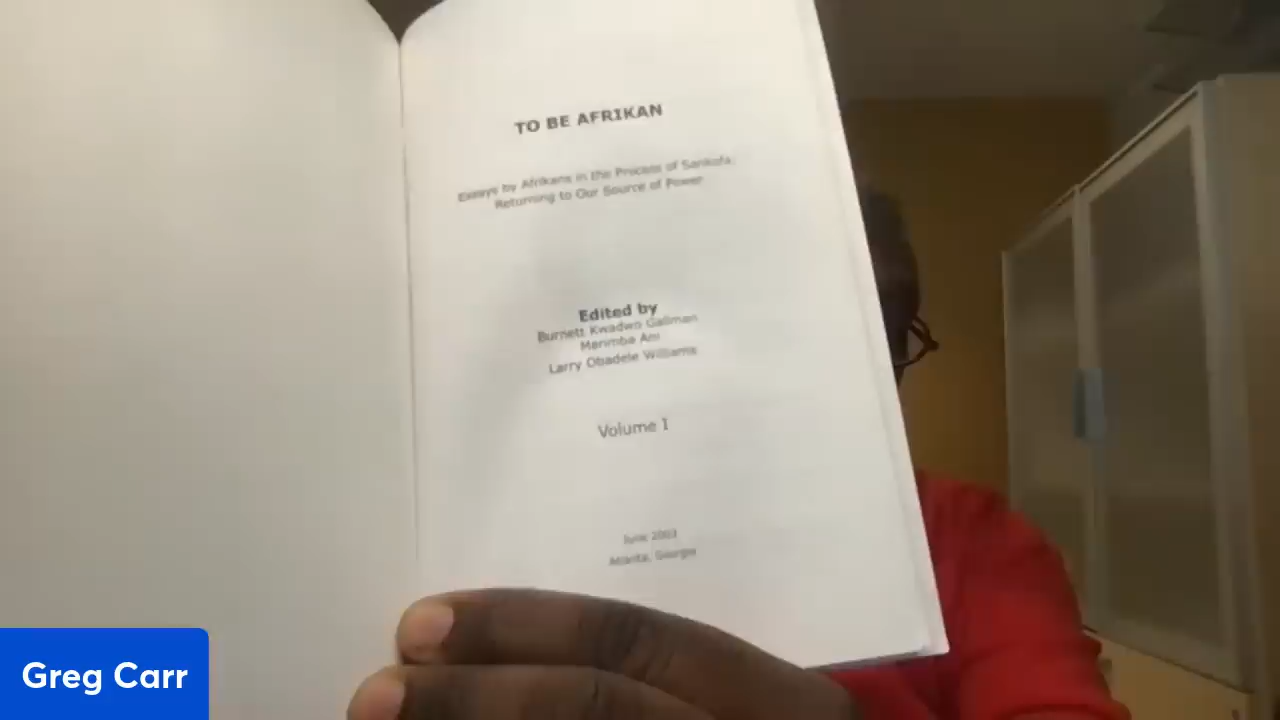 TO BE AFRIKAN
Essays by Afrikans in the Process of Sankofa:
Returning to Our Source of Power
Edited by
Burnett Kwadwo Gallman
Marimba Ani
Larry Obadele Williams
Volume I
June 2003
Atlanta, Georgia
Greg Carr